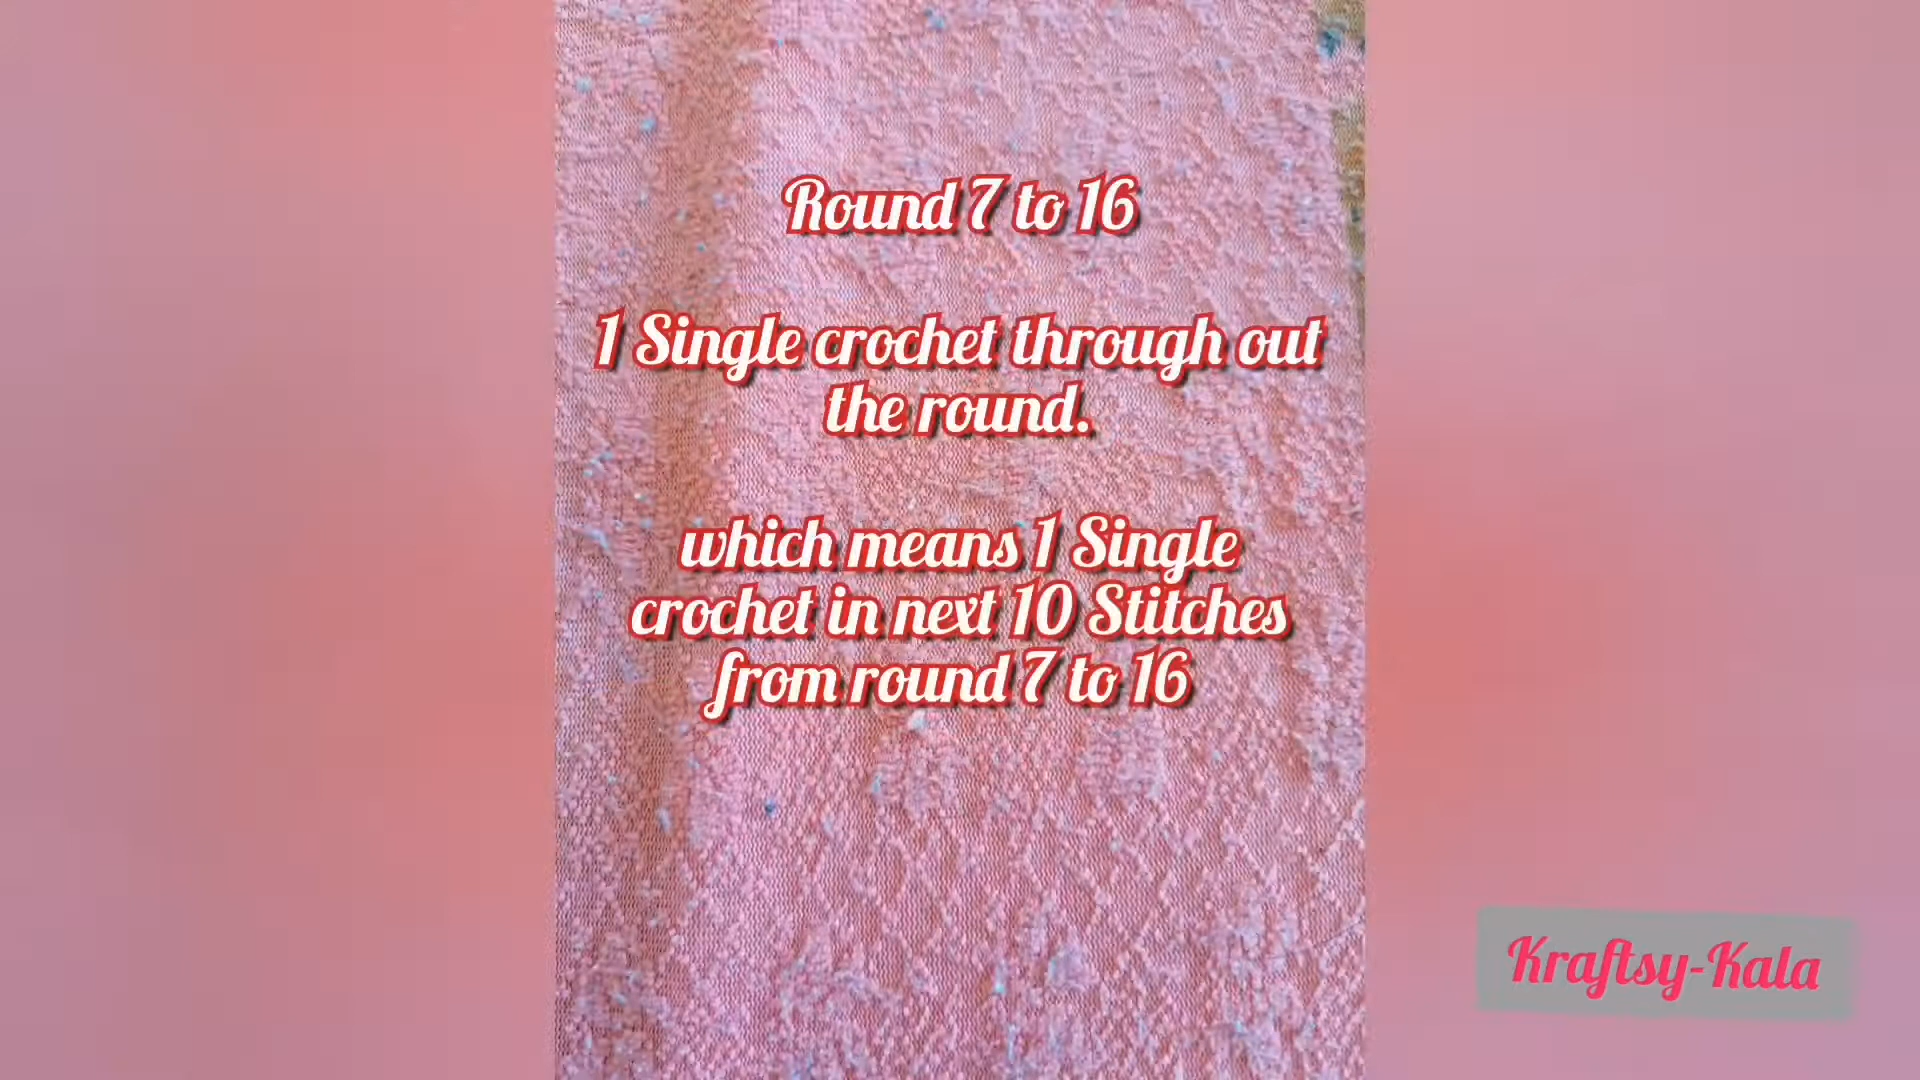 Round 7 to 16
1 Single crochet through out
the round.
which means 1 Single
crochet in next 10 Stitches
from round 7 to 16
Kraftsy-Kala